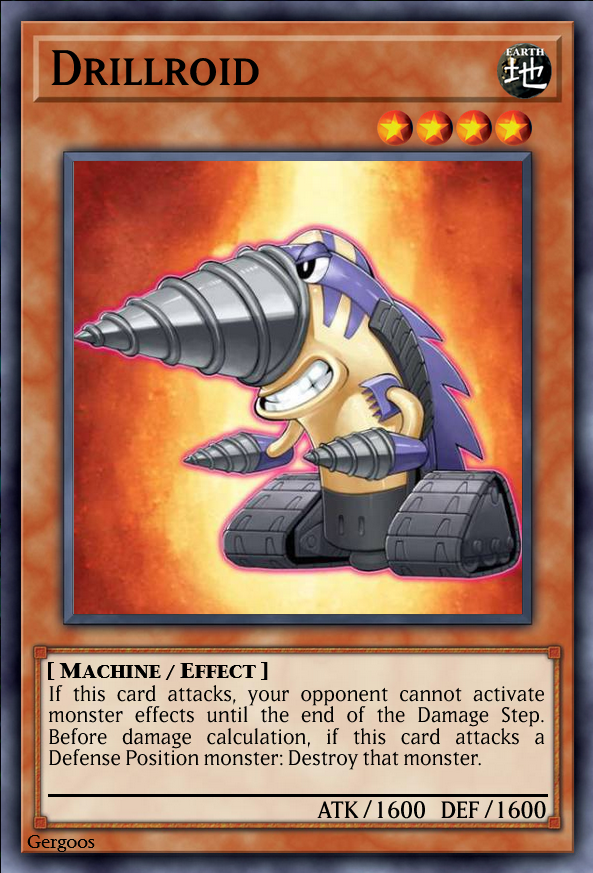 Drillroid
EARTH
地
[ Machine / Effect ]
If this card attacks, your opponent cannot activate
monster effects until the end of the Damage Step.
Before damage calculation, if this card attacks a
Defense Position monster: Destroy that monster.
ATK/1600 DEF/1600
Gergoos